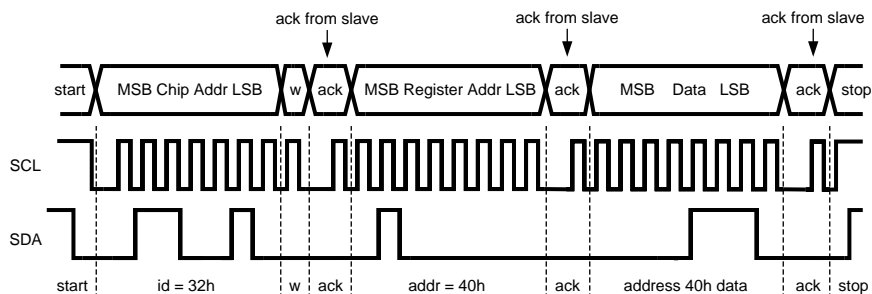 ack from slave ack from slave ack from slave
start MSB Chip Addr LSB w ack MSB Register Addr LSB ack MSB Data LSB ack stop
SCL
SDA
start id = 32h w ack addr = 40h ack address 40h data ack stop